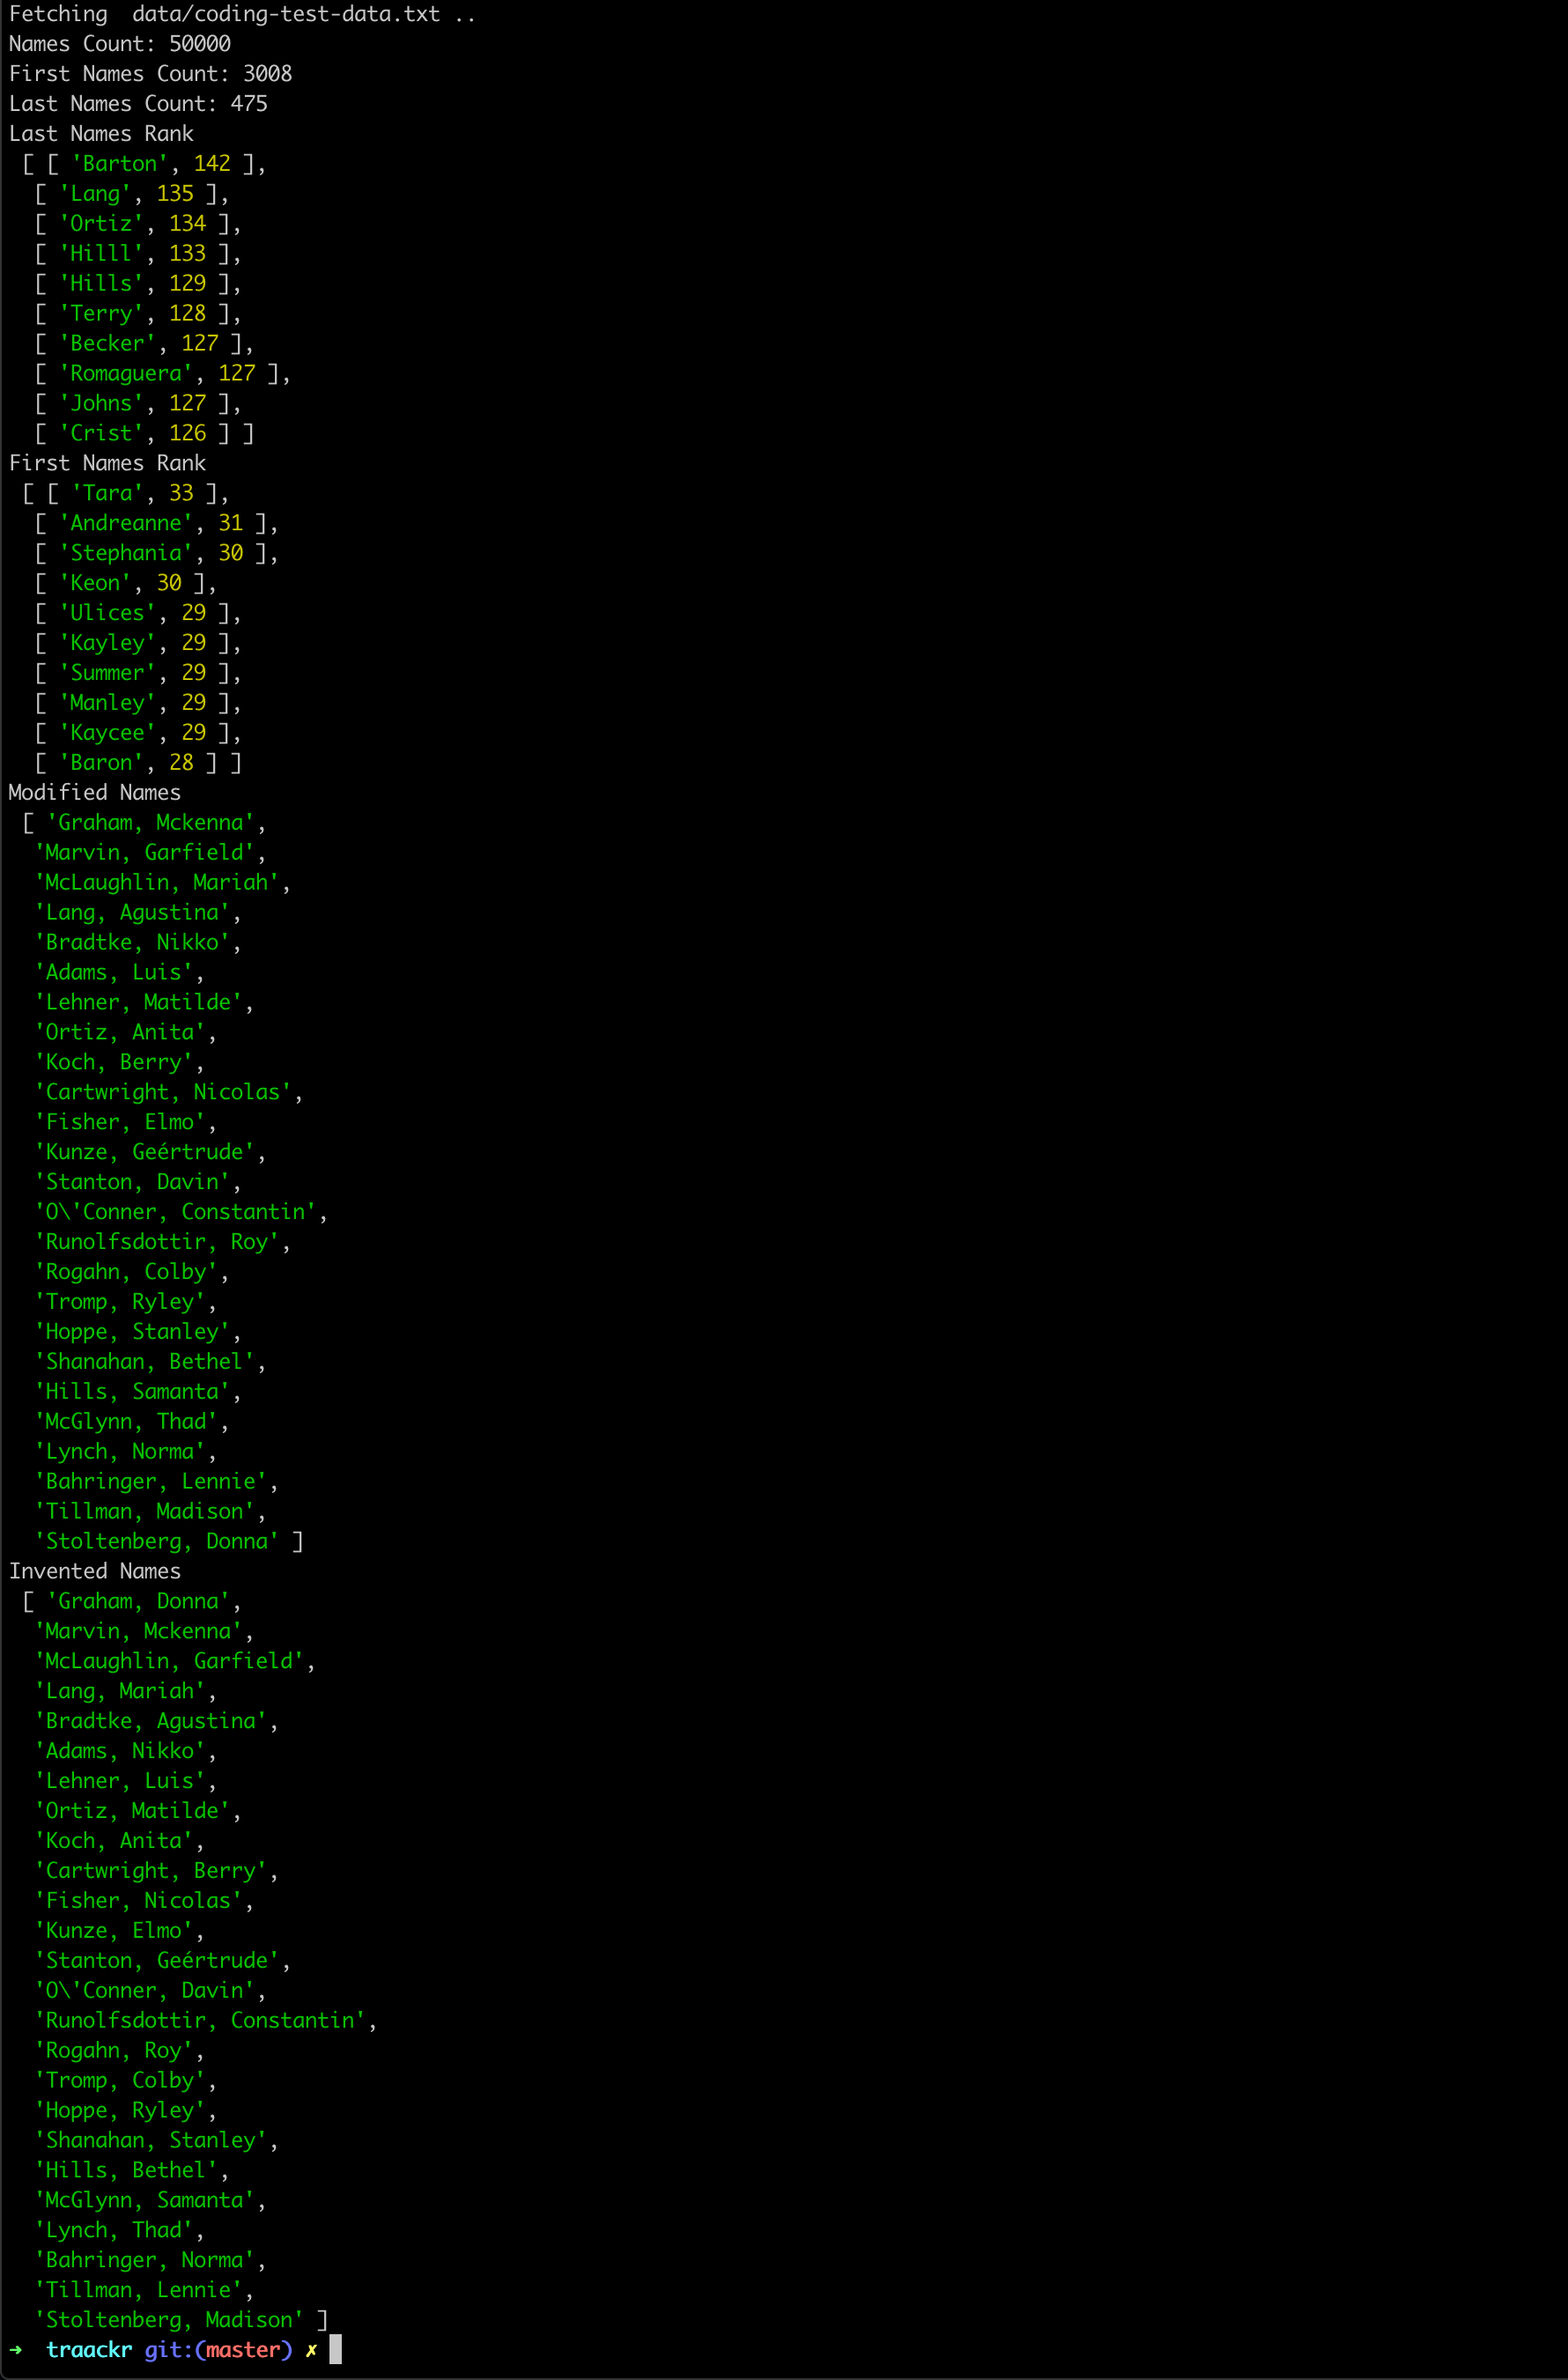 Fetching  data/coding-test-data.txt ..
Names Count: 50000
First Names Count: 3008
Last Names Count: 475
Last Names Rank
 [ [ 'Barton', 142 ],
  [ 'Lang', 135 ],
  [ 'Ortiz', 134 ],
  [ 'Hilll', 133 ],
  [ 'Hills', 129 ],
  [ 'Terry', 128 ],
  [ 'Becker', 127 ],
  [ 'Romaguera', 127 ],
  [ 'Johns', 127 ],
  [ 'Crist', 126 ] ]
First Names Rank
 [ [ 'Tara', 33 ],
  [ 'Andreanne', 31 ],
  [ 'Stephania', 30 ],
  [ 'Keon', 30 ],
  [ 'Ulices', 29 ],
  [ 'Kayley', 29 ],
  [ 'Summer', 29 ],
  [ 'Manley', 29 ],
  [ 'Kaycee', 29 ],
  [ 'Baron', 28 ] ]
Modified Names
 [ 'Graham, Mckenna',
  'Marvin, Garfield',
  'McLaughlin, Mariah',
  'Lang, Agustina',
  'Bradtke, Nikko',
  'Adams, Luis',
  'Lehner, Matilde',
  'Ortiz, Anita',
  'Koch, Berry',
  'Cartwright, Nicolas',
  'Fisher, Elmo',
  'Kunze, Geértrude',
  'Stanton, Davin',
  'O\'Conner, Constantin',
  'Runolfsdottir, Roy',
  'Rogahn, Colby',
  'Tromp, Ryley',
  'Hoppe, Stanley',
  'Shanahan, Bethel',
  'Hills, Samanta',
  'McGlynn, Thad',
  'Lynch, Norma',
  'Bahringer, Lennie',
  'Tillman, Madison',
  'Stoltenberg, Donna' ]
Invented Names
 [ 'Graham, Donna',
  'Marvin, Mckenna',
  'McLaughlin, Garfield',
  'Lang, Mariah',
  'Bradtke, Agustina',
  'Adams, Nikko',
  'Lehner, Luis',
  'Ortiz, Matilde',
  'Koch, Anita',
  'Cartwright, Berry',
  'Fisher, Nicolas',
  'Kunze, Elmo',
  'Stanton, Geértrude',
  'O\'Conner, Davin',
  'Runolfsdottir, Constantin',
  'Rogahn, Roy',
  'Tromp, Colby',
  'Hoppe, Ryley',
  'Shanahan, Stanley',
  'Hills, Bethel',
  'McGlynn, Samanta',
  'Lynch, Thad',
  'Bahringer, Norma',
  'Tillman, Lennie',
  'Stoltenberg, Madison' ]
➜  traackr git:(master) ✗